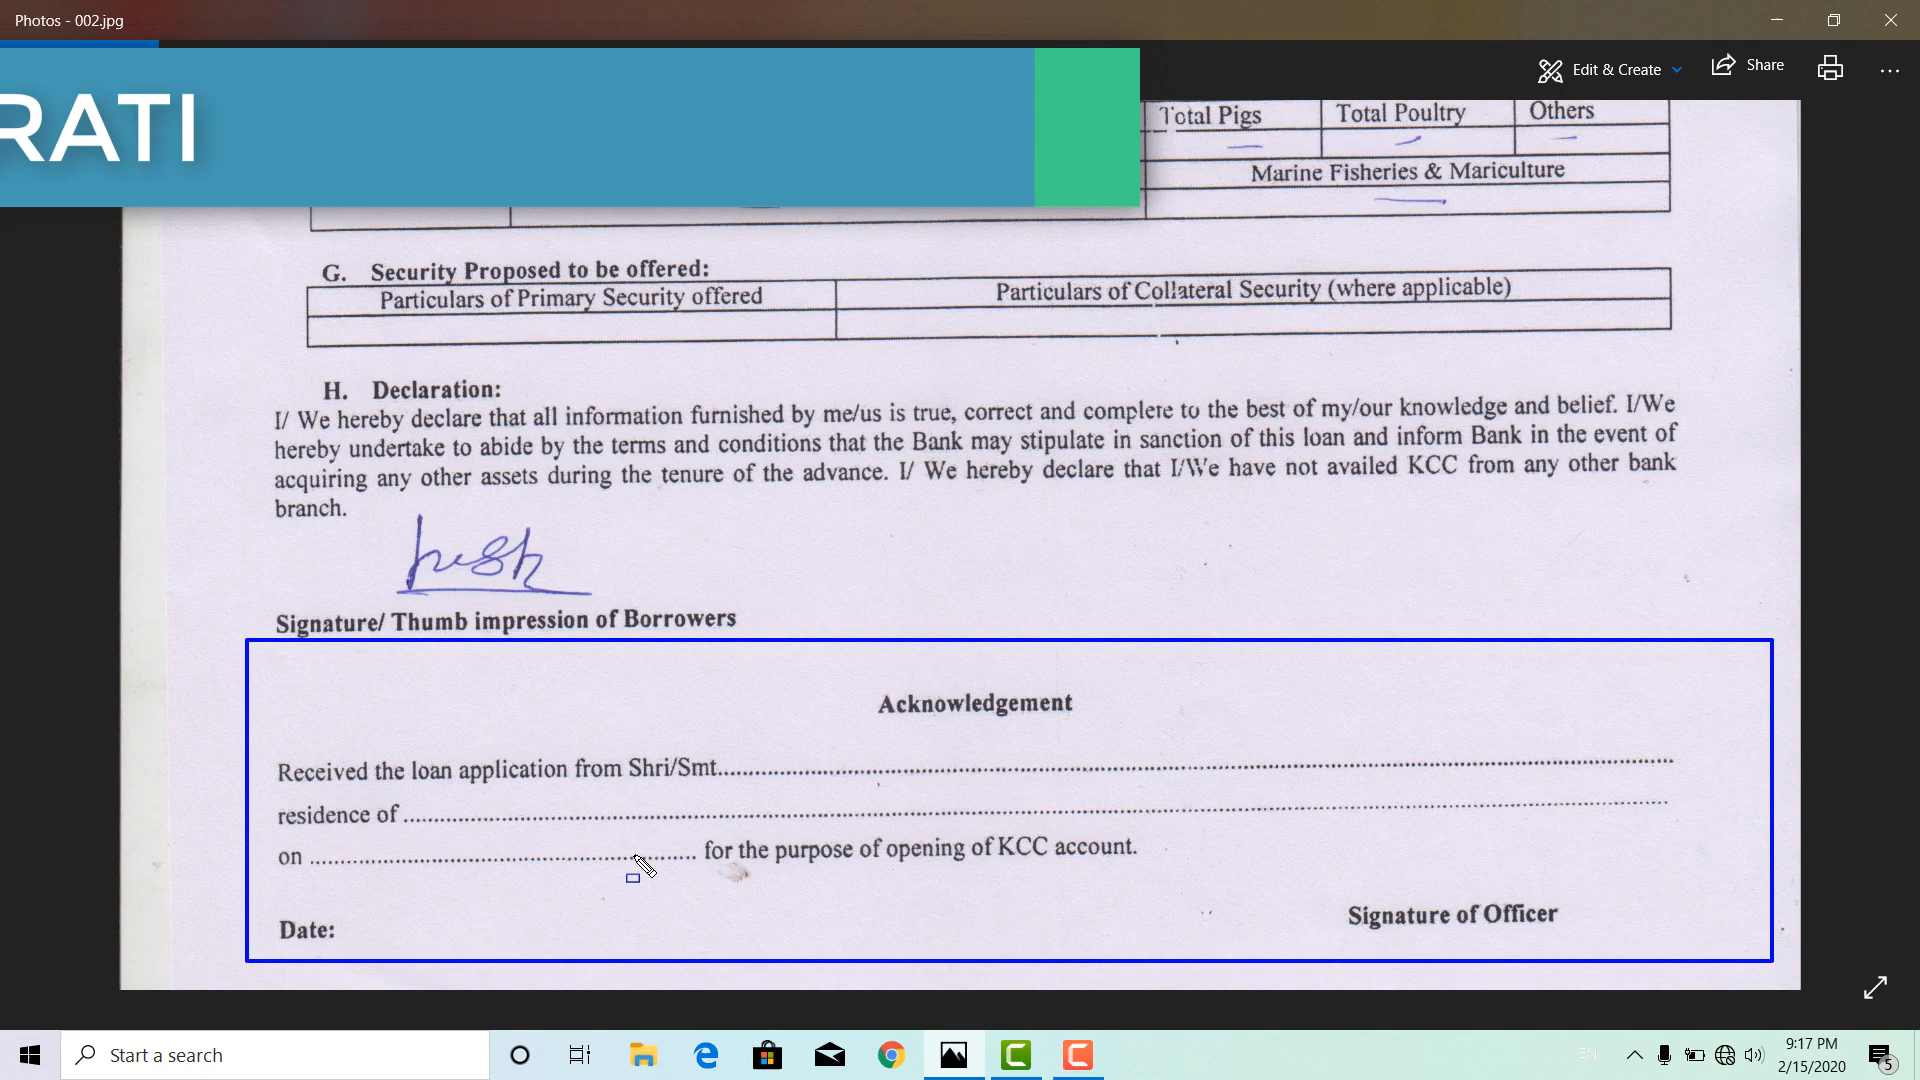 Photos - 002.jpg
Edit & Create
Share
RATI
Total Pigs
Total Poultry
Others
Marine Fisheries & Mariculture
G. Security Proposed to be offered:
Particulars of Primary Security offered
Particulars of Collateral Security (where applicable)
H. Declaration:
I/ We hereby declare that all information furnished by me/us is true, correct and complete to the best of my/our knowledge and belief. I/We
hereby undertake to abide by the terms and conditions that the Bank may stipulate in sanction of this loan and inform Bank in the event of
acquiring any other assets during the tenure of the advance. I/ We hereby declare that I/We have not availed KCC from any other bank
branch.
Signature/ Thumb impression of Borrowers
Acknowledgement
Received the loan application from Shri/Smt.
residence of
on for the purpose of opening of KCC account.
Date:
Signature of Officer
Start a search
EN
9:17 PM
2/15/2020
5